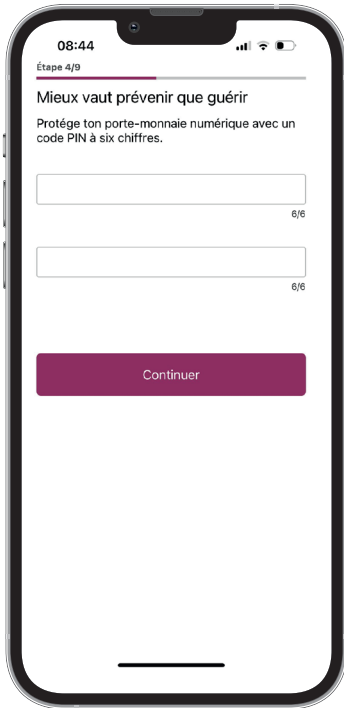 08:44
Étape 4/9
Mieux vaut prévenir que guérir
Protége ton porte-monnaie numérique avec un
code PIN à six chiffres.
6/6
6/6
Continuer